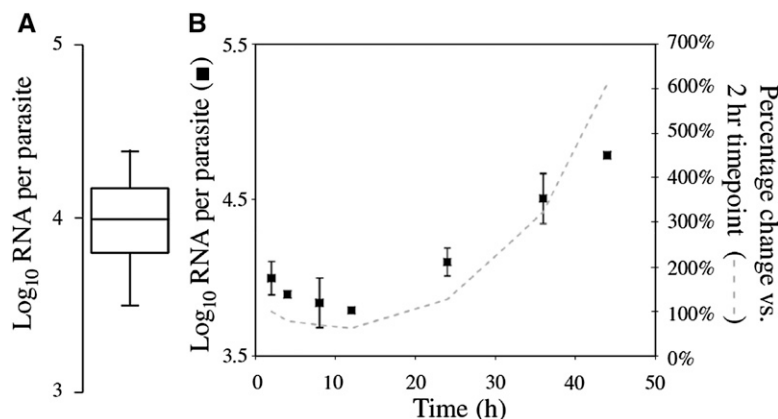 A
B
5
4
3
Log10 RNA per parasite
5.5
4.5
3.5
Log10 RNA per parasite (■)
0
10
20
30
40
50
Time (h)
700%
600%
500%
400%
300%
200%
100%
0%
Percentage change vs.
2 hr timepoint (---)